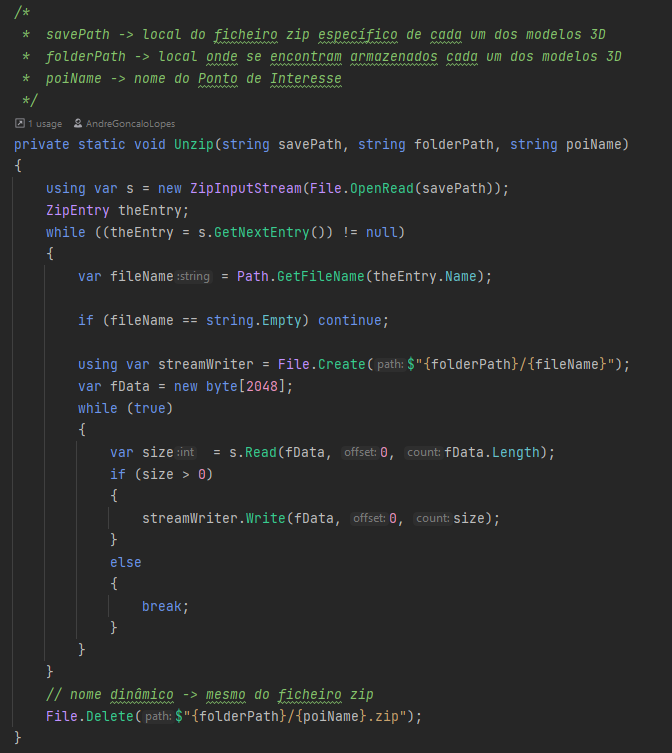 /*
 *  savePath -> local do ficheiro zip específico de cada um dos modelos 3D
 *  folderPath -> local onde se encontram armazenados cada um dos modelos 3D
 *  poiName -> nome do Ponto de Interesse
 */
1 usage AndreGoncaloLopes
private static void Unzip(string savePath, string folderPath, string poiName)
{
    using var s = new ZipInputStream(File.OpenRead(savePath));
    ZipEntry theEntry;
    while ((theEntry = s.GetNextEntry()) != null)
    {
        var fileName :string = Path.GetFileName(theEntry.Name);
        if (fileName == string.Empty) continue;
        using var streamWriter = File.Create( path: $"{folderPath}/{fileName}");
        var fData = new byte[2048];
        while (true)
        {
            var size :int = s.Read(fData, offset: 0, count: fData.Length);
            if (size > 0)
            {
                streamWriter.Write(fData, offset: 0, count: size);
            }
            else
            {
                break;
            }
        }
    }
    // nome dinâmico -> mesmo do ficheiro zip
    File.Delete( path: $"{folderPath}/{poiName}.zip");
}